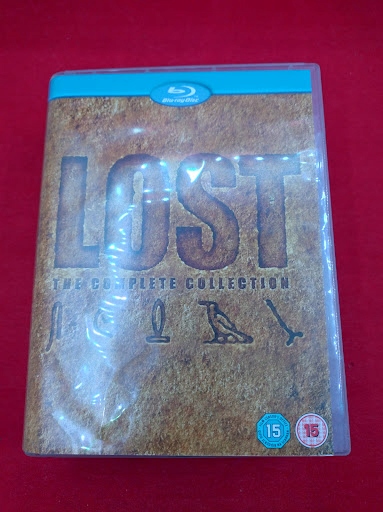 Blu-ray Disc
LOST
THE COMPLETE COLLECTION
15 15